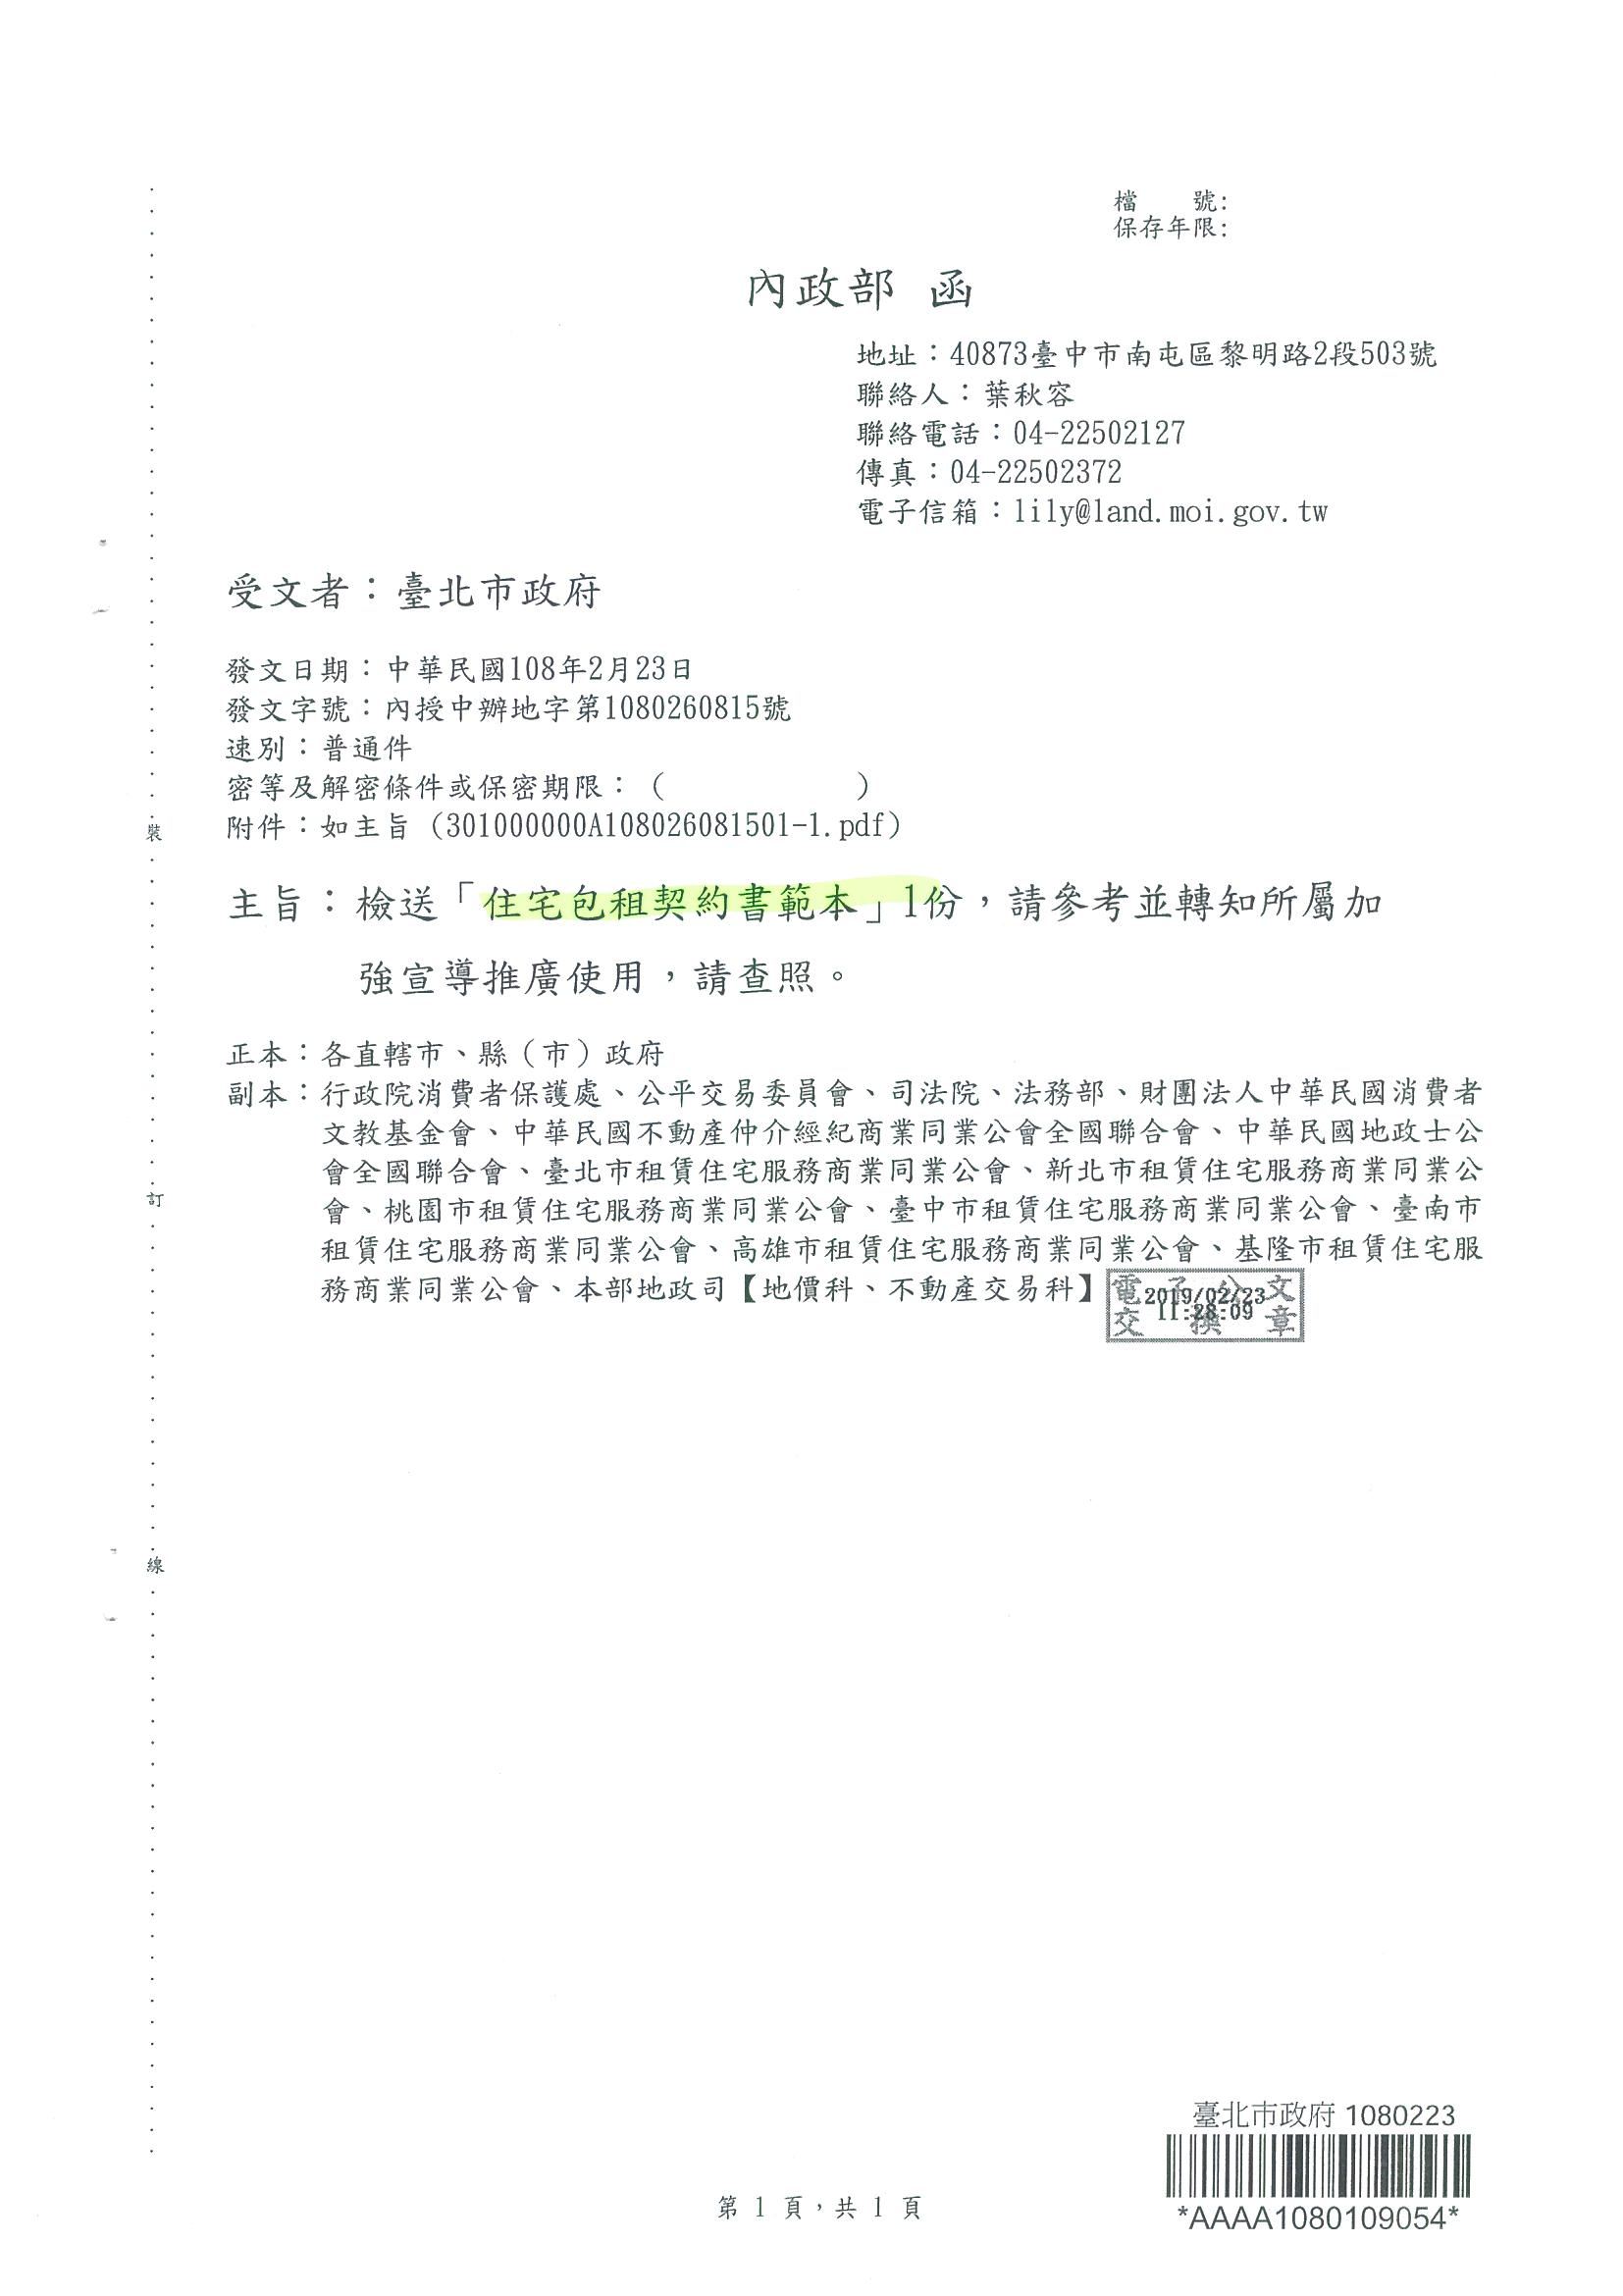 檔　　號:
保存年限:
內政部 函
地址：40873臺中市南屯區黎明路2段503號
聯絡人：葉秋容
聯絡電話：04-22502127
傳真：04-22502372
電子信箱：lily@land.moi.gov.tw
受文者：臺北市政府
發文日期：中華民國108年2月23日
發文字號：內授中辦地字第1080260815號
速別：普通件
密等及解密條件或保密期限：（　　　　　　）
附件：如主旨（301000000A108026081501-1.pdf）
主旨：檢送「住宅包租契約書範本」1份，請參考並轉知所屬加
強宣導推廣使用，請查照。
正本：各直轄市、縣（市）政府
副本：行政院消費者保護處、公平交易委員會、司法院、法務部、財團法人中華民國消費者
文教基金會、中華民國不動產仲介經紀商業同業公會全國聯合會、中華民國地政士公
會全國聯合會、臺北市租賃住宅服務商業同業公會、新北市租賃住宅服務商業同業公
會、桃園市租賃住宅服務商業同業公會、臺中市租賃住宅服務商業同業公會、臺南市
租賃住宅服務商業同業公會、高雄市租賃住宅服務商業同業公會、基隆市租賃住宅服
務商業同業公會、本部地政司【地價科、不動產交易科】
電子公文
2019/02/23
11:28:09
交換章
裝
訂
線
臺北市政府 1080223
*AAAA1080109054*
第 1 頁，共 1 頁